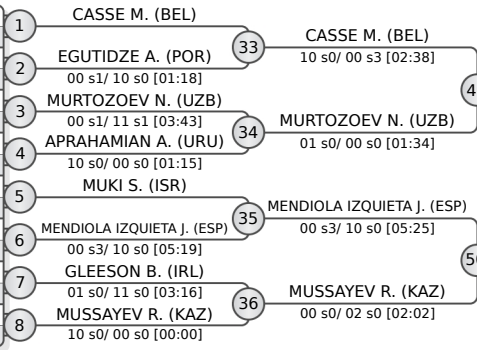 1
CASSE M. (BEL)
33
CASSE M. (BEL)
10 s0/ 00 s3 [02:38]
2
EGUTIDZE A. (POR)
00 s1/ 10 s0 [01:18]
3
MURTOZOEV N. (UZB)
00 s1/ 11 s1 [03:43]
34
MURTOZOEV N. (UZB)
01 s0/ 00 s0 [01:34]
4
APRAHAMIAN A. (URU)
10 s0/ 00 s0 [01:15]
5
MUKI S. (ISR)
35
MENDIOLA IZQUIETA J. (ESP)
00 s3/ 10 s0 [05:25]
6
MENDIOLA IZQUIETA J. (ESP)
00 s3/ 10 s0 [05:19]
7
GLEESON B. (IRL)
01 s0/ 11 s0 [03:16]
36
MUSSAYEV R. (KAZ)
00 s0/ 02 s0 [02:02]
8
MUSSAYEV R. (KAZ)
10 s0/ 00 s0 [00:00]